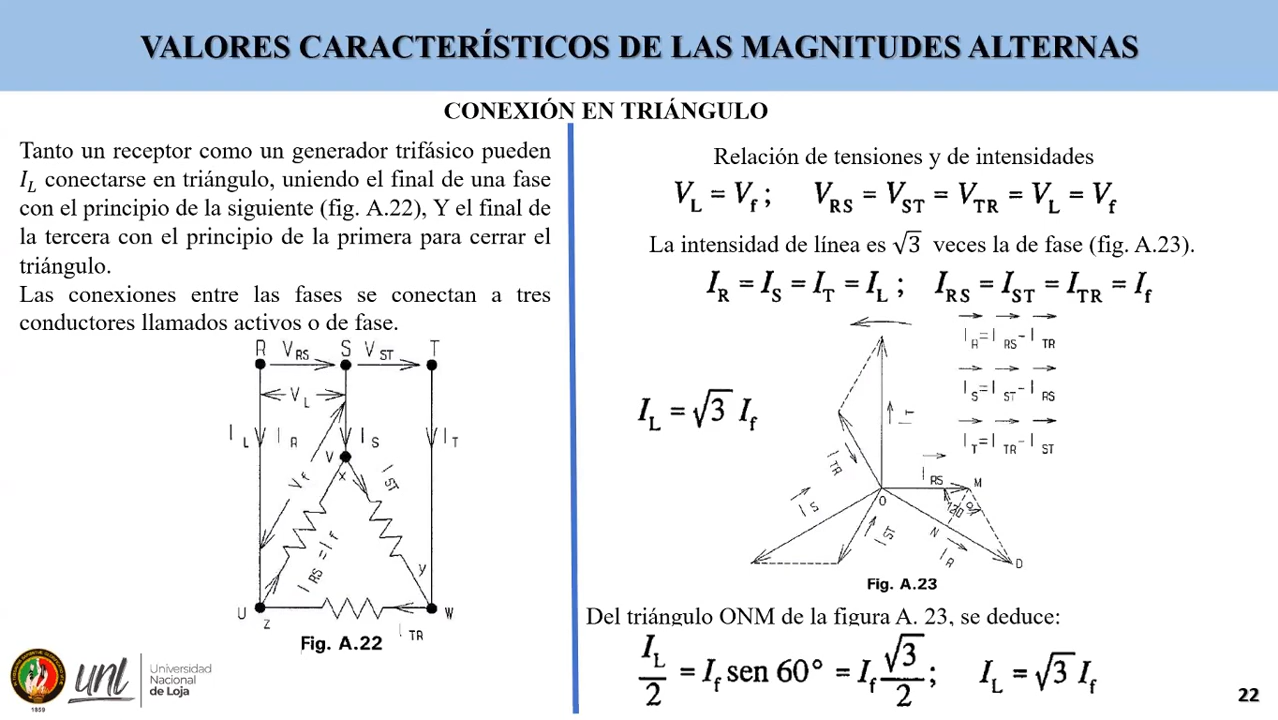 VALORES CARACTERÍSTICOS DE LAS MAGNITUDES ALTERNAS
CONEXIÓN EN TRIÁNGULO
Tanto un receptor como un generador trifásico pueden
I_L conectarse en triángulo, uniendo el final de una fase
con el principio de la siguiente (fig. A.22), Y el final de
la tercera con el principio de la primera para cerrar el
triángulo.
Las conexiones entre las fases se conectan a tres
conductores llamados activos o de fase.
R V_RS S V_ST T
V_L
I_L I_R I_S I_T
V
X I_ST
V_f
I_RS = I_f
Y
U W
Z
I_TR
Fig. A.22
Relación de tensiones y de intensidades
V_L = V_f ; V_RS = V_ST = V_TR = V_L = V_f
La intensidad de línea es √3 veces la de fase (fig. A.23).
I_R = I_S = I_T = I_L ; I_RS = I_ST = I_TR = I_f
I_R = I_RS - I_TR
I_S = I_ST - I_RS
I_T = I_TR - I_ST
I_L = √3 I_f
I_T
I_TR
I_RS M
O
I_S
I_ST
N
I_R
D
Fig. A.23
Del triángulo ONM de la figura A. 23, se deduce:
I_L/2 = I_f sen 60° = I_f √3/2 ; I_L = √3 I_f
1859
unl
Universidad
Nacional
de Loja
22